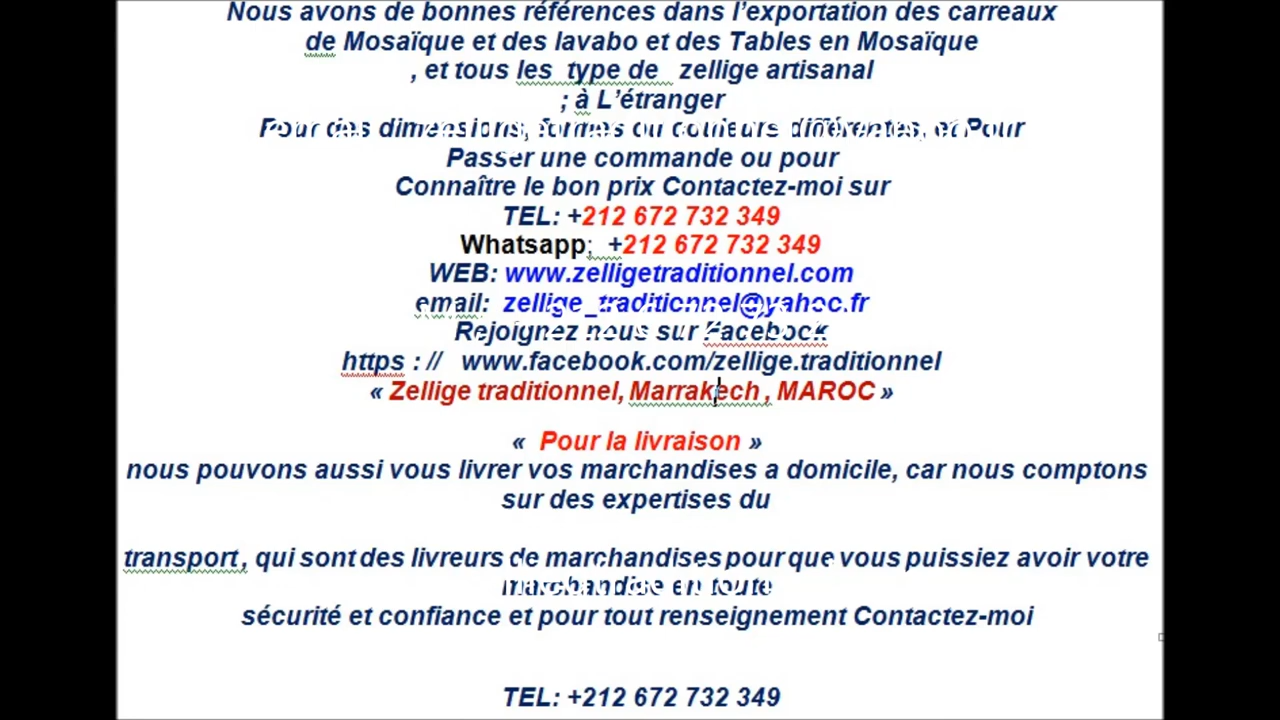 Nous avons de bonnes références dans l’exportation des carreaux
de Mosaïque et des lavabo et des Tables en Mosaïque
, et tous les type de zellige artisanal
; à L’étranger
Pour des dimensions, formes ou couleurs différentes, Pour
Passer une commande ou pour
Connaître le bon prix Contactez-moi sur
TEL: +212 672 732 349
Whatsapp; +212 672 732 349
WEB: www.zelligetraditionnel.com
email: zellige_traditionnel@yahoo.fr
Rejoignez nous sur Facebook
https : // www.facebook.com/zellige.traditionnel
« Zellige traditionnel, Marrakech , MAROC »
« Pour la livraison »
nous pouvons aussi vous livrer vos marchandises a domicile, car nous comptons
sur des expertises du
transport , qui sont des livreurs de marchandises pour que vous puissiez avoir votre
marchandise en toute
sécurité et confiance et pour tout renseignement Contactez-moi
TEL: +212 672 732 349